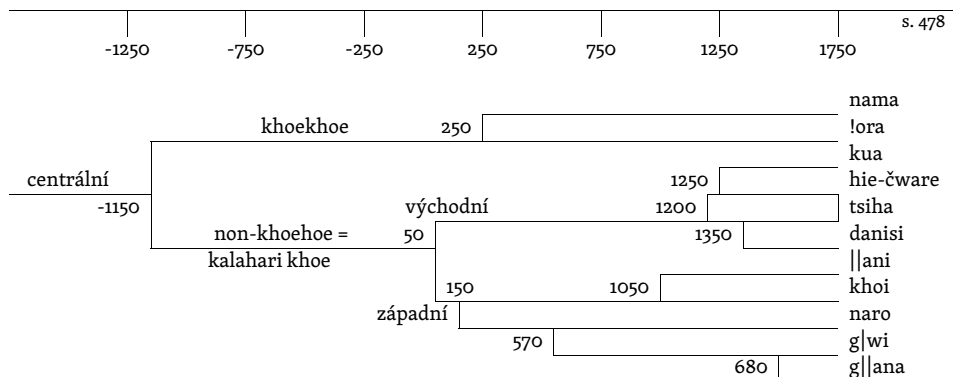 s. 478
-1250 -750 -250 250 750 1250 1750
nama
khoekhoe 250 !ora
kua
centrální 1250 hie-čware
-1150 východní 1200 tsiha
non-khoehoe = 50 1350 danisi
kalahari khoe ||ani
150 1050 khoi
západní naro
570 g|wi
680 g||ana